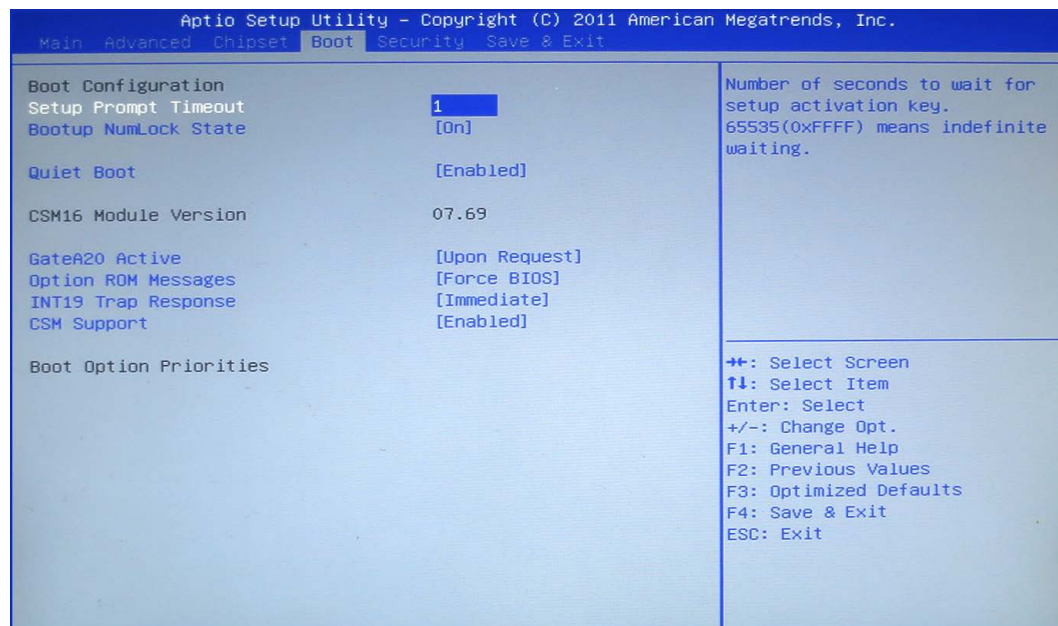 Aptio Setup Utility – Copyright (C) 2011 American Megatrends, Inc.
Main Advanced Chipset Boot Security Save & Exit
Boot Configuration
Setup Prompt Timeout 1
Bootup NumLock State [On]
Quiet Boot [Enabled]
CSM16 Module Version 07.69
GateA20 Active [Upon Request]
Option ROM Messages [Force BIOS]
INT19 Trap Response [Immediate]
CSM Support [Enabled]
Boot Option Priorities
Number of seconds to wait for
setup activation key.
65535(0xFFFF) means indefinite
waiting.
→←: Select Screen
↑↓: Select Item
Enter: Select
+/-: Change Opt.
F1: General Help
F2: Previous Values
F3: Optimized Defaults
F4: Save & Exit
ESC: Exit